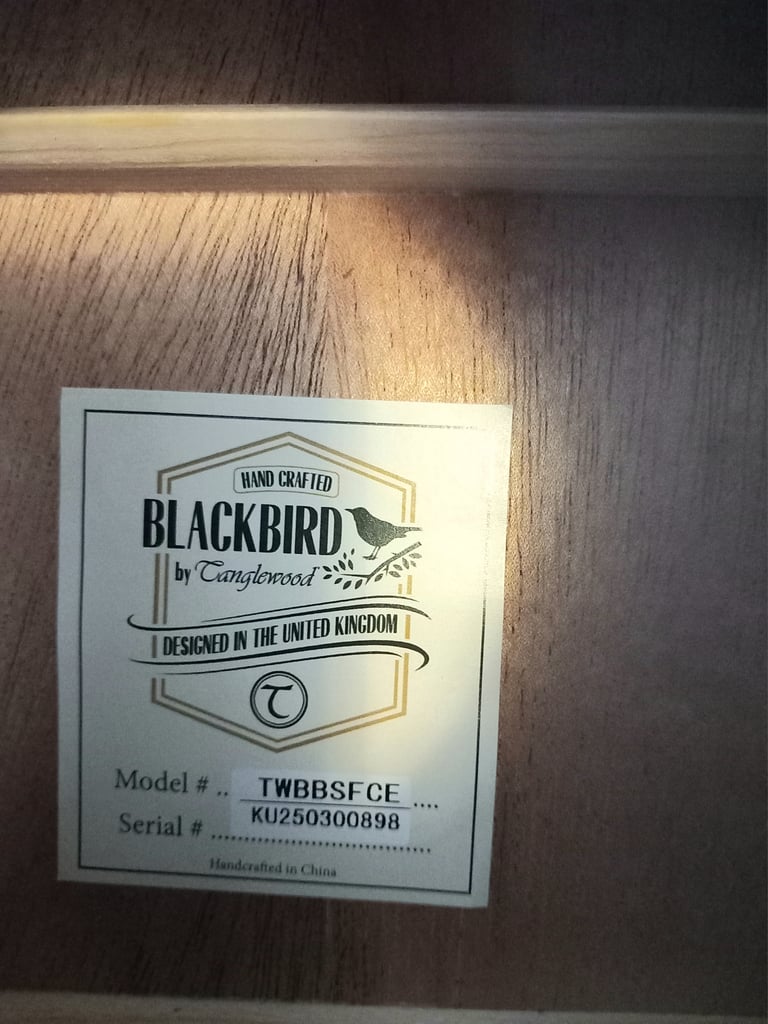 HAND CRAFTED
BLACKBIRD
by Tanglewood
DESIGNED IN THE UNITED KINGDOM
T
Model # .. TWBBSFCE ....
Serial # KU250300898
Handcrafted in China